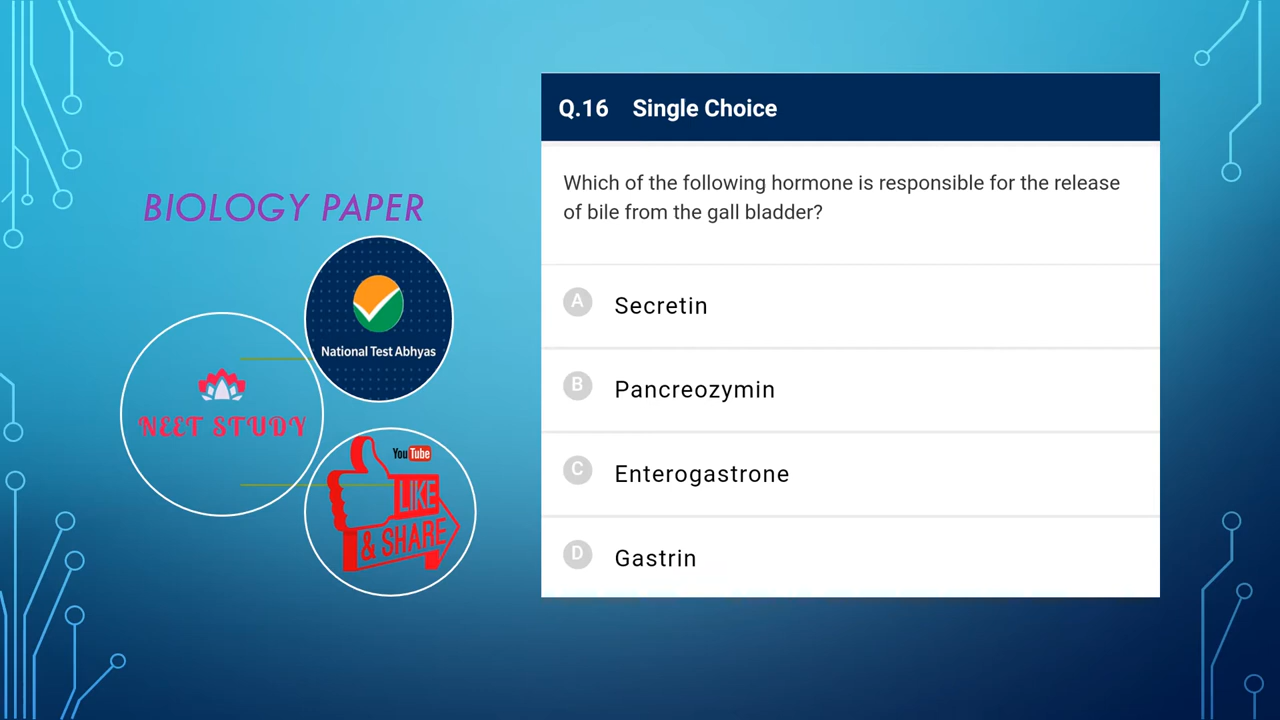 BIOLOGY PAPER
National Test Abhyas
NEET STUDY
YouTube
LIKE
& SHARE
Q.16 Single Choice
Which of the following hormone is responsible for the release
of bile from the gall bladder?
A Secretin
B Pancreozymin
C Enterogastrone
D Gastrin